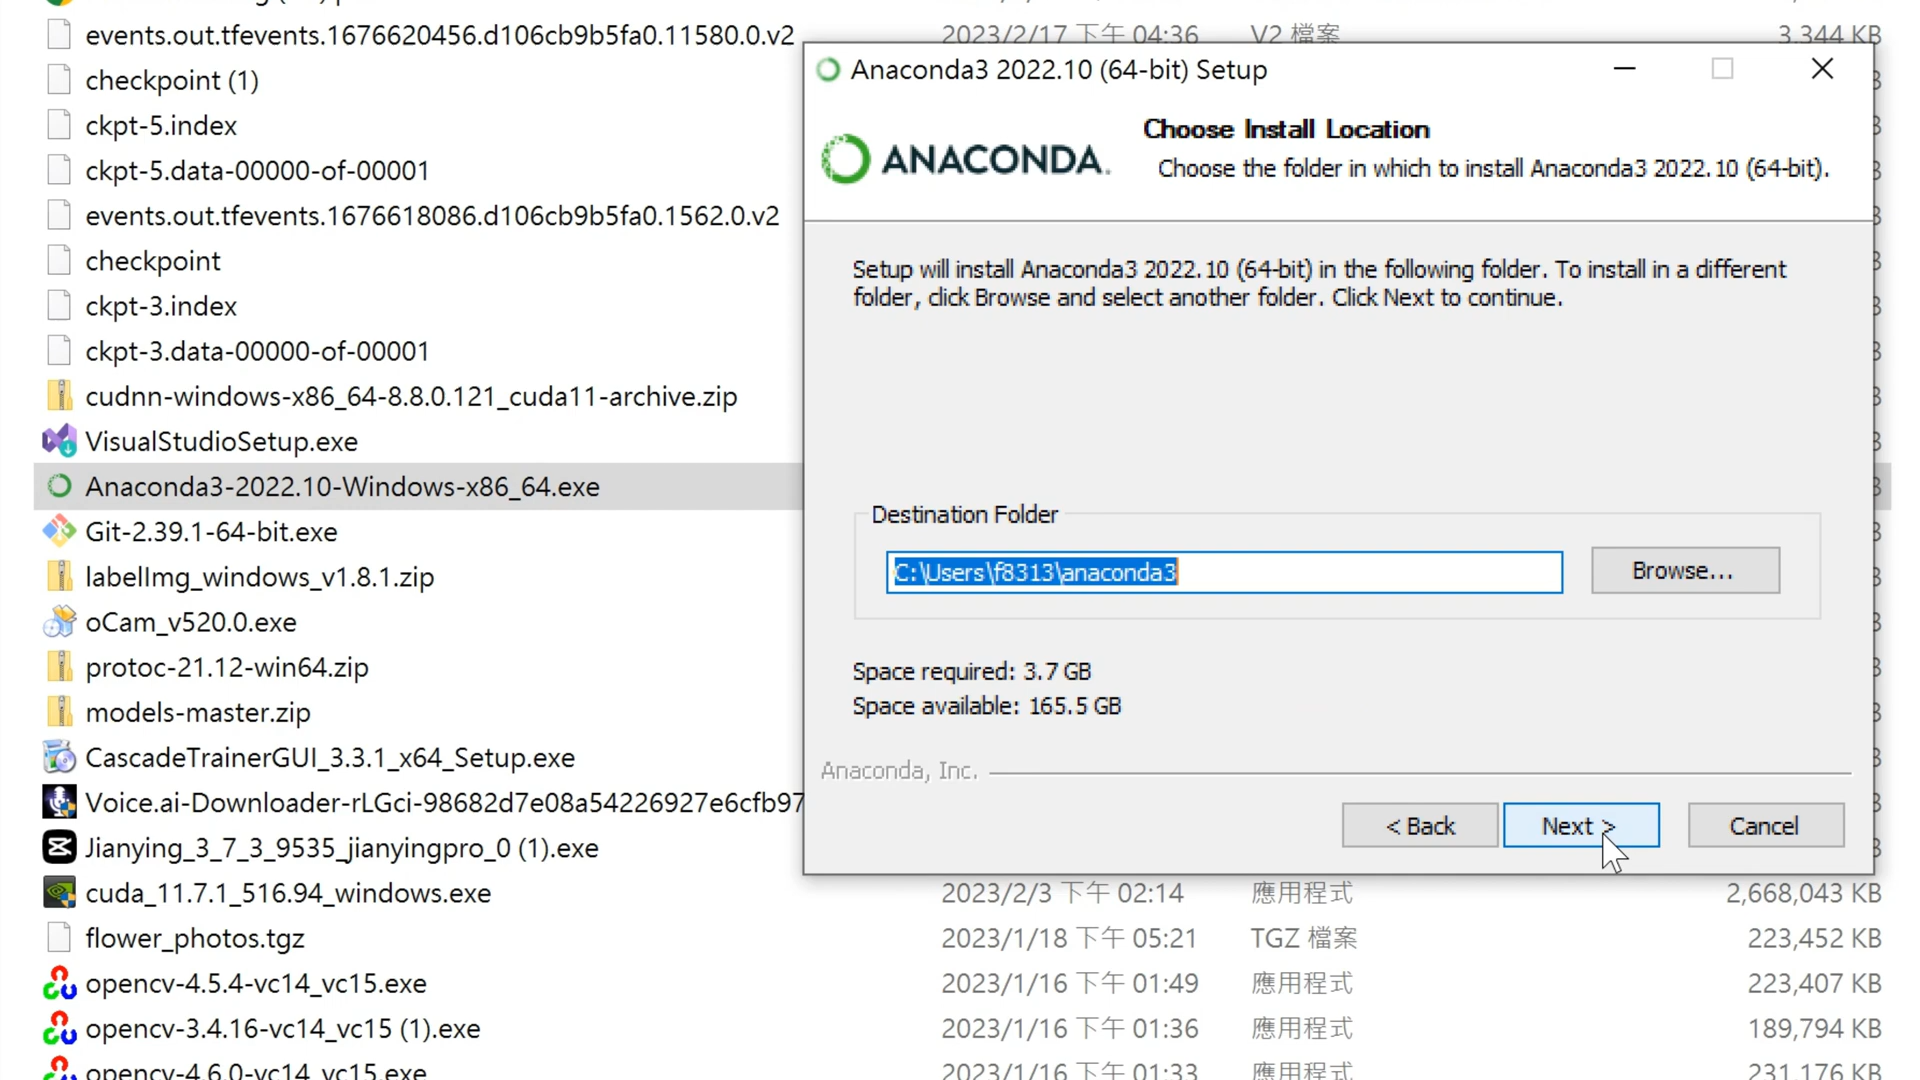 events.out.tfevents.1676620456.d106cb9b5fa0.11580.0.v2 2023/2/17 下午 04:36 V2 檔案 3,344 KB
checkpoint (1)
ckpt-5.index
ckpt-5.data-00000-of-00001
events.out.tfevents.1676618086.d106cb9b5fa0.1562.0.v2
checkpoint
ckpt-3.index
ckpt-3.data-00000-of-00001
cudnn-windows-x86_64-8.8.0.121_cuda11-archive.zip
VisualStudioSetup.exe
Anaconda3-2022.10-Windows-x86_64.exe
Git-2.39.1-64-bit.exe
labelImg_windows_v1.8.1.zip
oCam_v520.0.exe
protoc-21.12-win64.zip
models-master.zip
CascadeTrainerGUI_3.3.1_x64_Setup.exe
Voice.ai-Downloader-rLGci-98682d7e08a54226927e6cfb97
Jianying_3_7_3_9535_jianyingpro_0 (1).exe
cuda_11.7.1_516.94_windows.exe 2023/2/3 下午 02:14 應用程式 2,668,043 KB
flower_photos.tgz 2023/1/18 下午 05:21 TGZ 檔案 223,452 KB
opencv-4.5.4-vc14_vc15.exe 2023/1/16 下午 01:49 應用程式 223,407 KB
opencv-3.4.16-vc14_vc15 (1).exe 2023/1/16 下午 01:36 應用程式 189,794 KB
opencv-4.6.0-vc14_vc15.exe 2023/1/16 下午 01:33 應用程式 231,176 KB
Anaconda3 2022.10 (64-bit) Setup
ANACONDA.
Choose Install Location
Choose the folder in which to install Anaconda3 2022.10 (64-bit).
Setup will install Anaconda3 2022.10 (64-bit) in the following folder. To install in a different
folder, click Browse and select another folder. Click Next to continue.
Destination Folder
C:\Users\f8313\anaconda3
Browse...
Space required: 3.7 GB
Space available: 165.5 GB
Anaconda, Inc.
< Back Next > Cancel